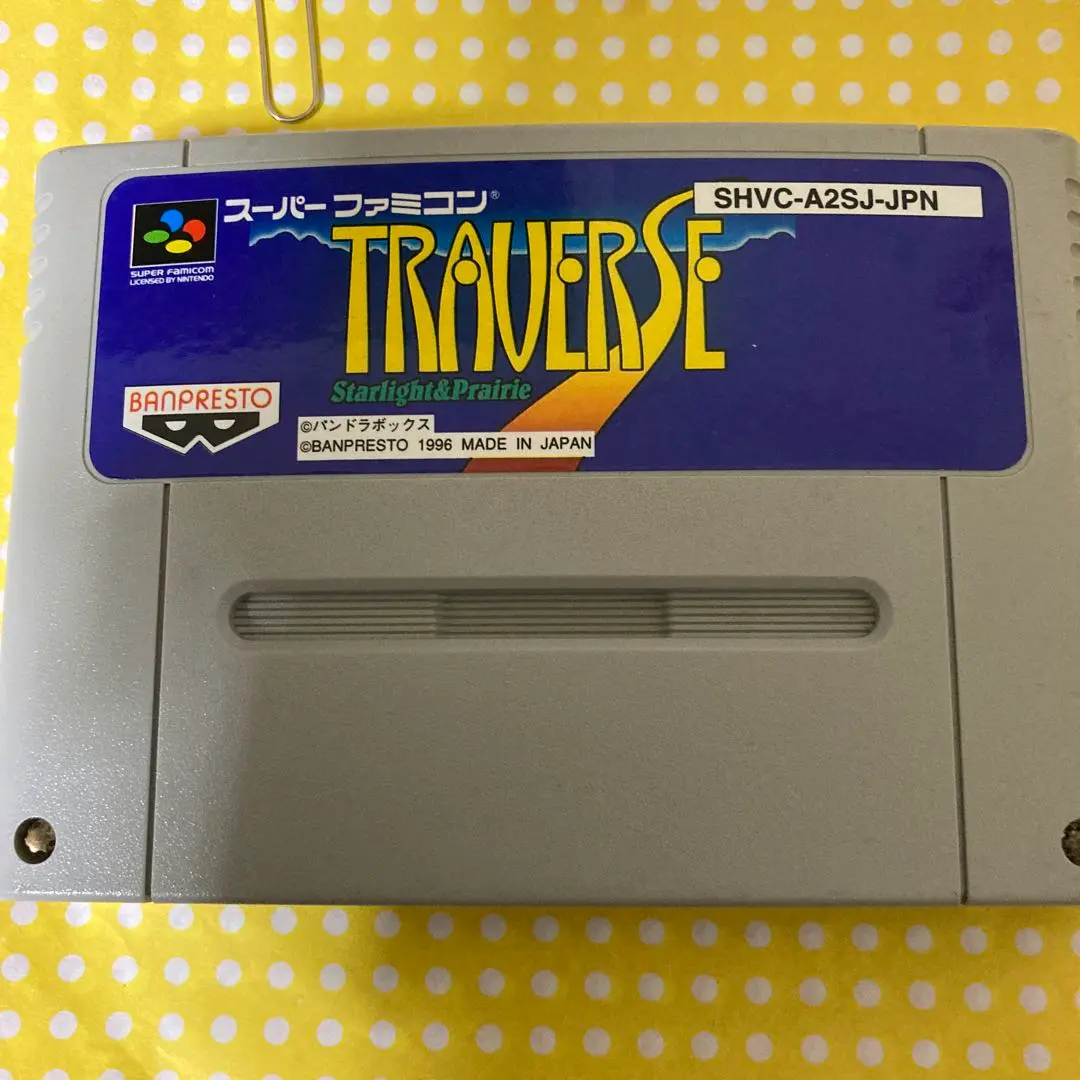 スーパー ファミコン®
SHVC-A2SJ-JPN
SUPER FAMICOM
LICENSED BY NINTENDO
TRAVERSE
Starlight&Prairie
BANPRESTO
©パンドラボックス
©BANPRESTO 1996 MADE IN JAPAN